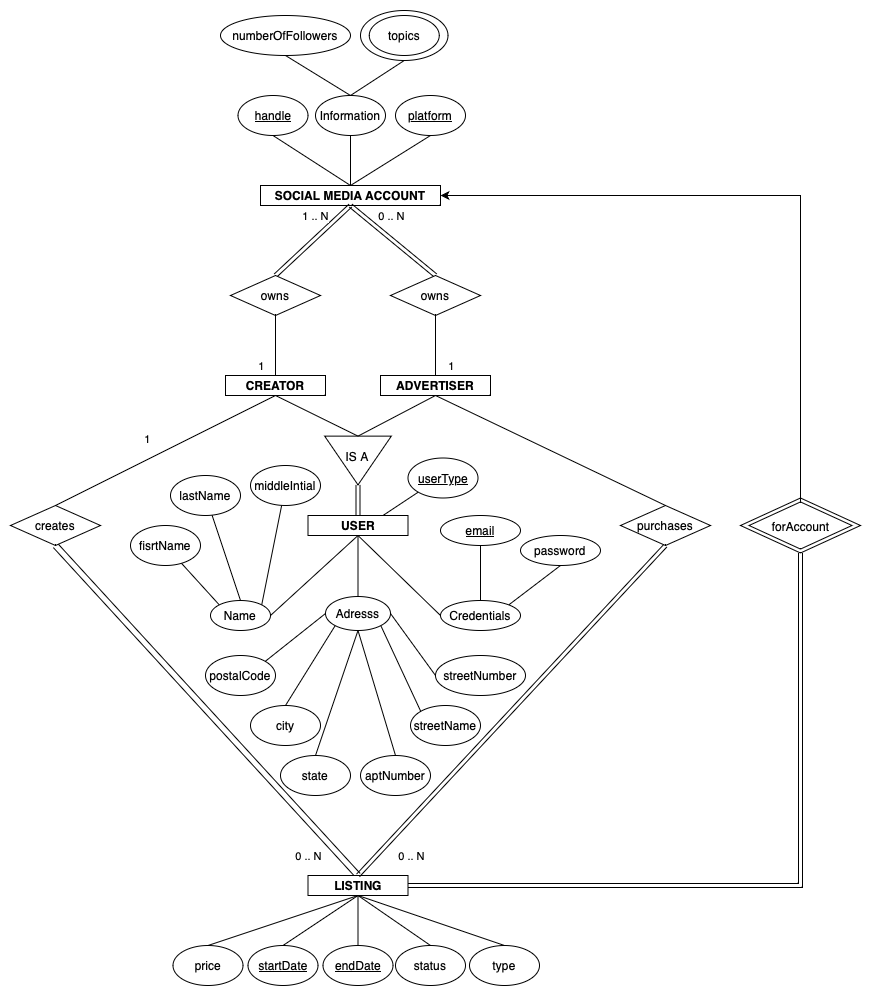 numberOfFollowers
topics
handle
Information
platform
SOCIAL MEDIA ACCOUNT
1 .. N
0 .. N
owns
owns
1
1
CREATOR
ADVERTISER
1
IS A
userType
middleIntial
lastName
creates
USER
purchases
forAccount
email
fisrtName
password
Name
Adresss
Credentials
postalCode
streetNumber
city
streetName
state
aptNumber
0 .. N
0 .. N
LISTING
price
startDate
endDate
status
type